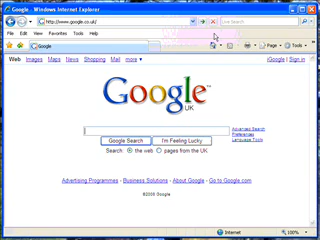 Google - Windows Internet Explorer
http://www.google.co.uk/
Live Search
File Edit View Favorites Tools Help
Google
Page Tools
Web Images Maps News Shopping Mail more ▼
iGoogle | Sign in
Google™
UK
Advanced Search
Preferences
Language Tools
Google Search I'm Feeling Lucky
Search: the web pages from the UK
Advertising Programmes - Business Solutions - About Google - Go to Google.com
©2008 Google
Internet 100%